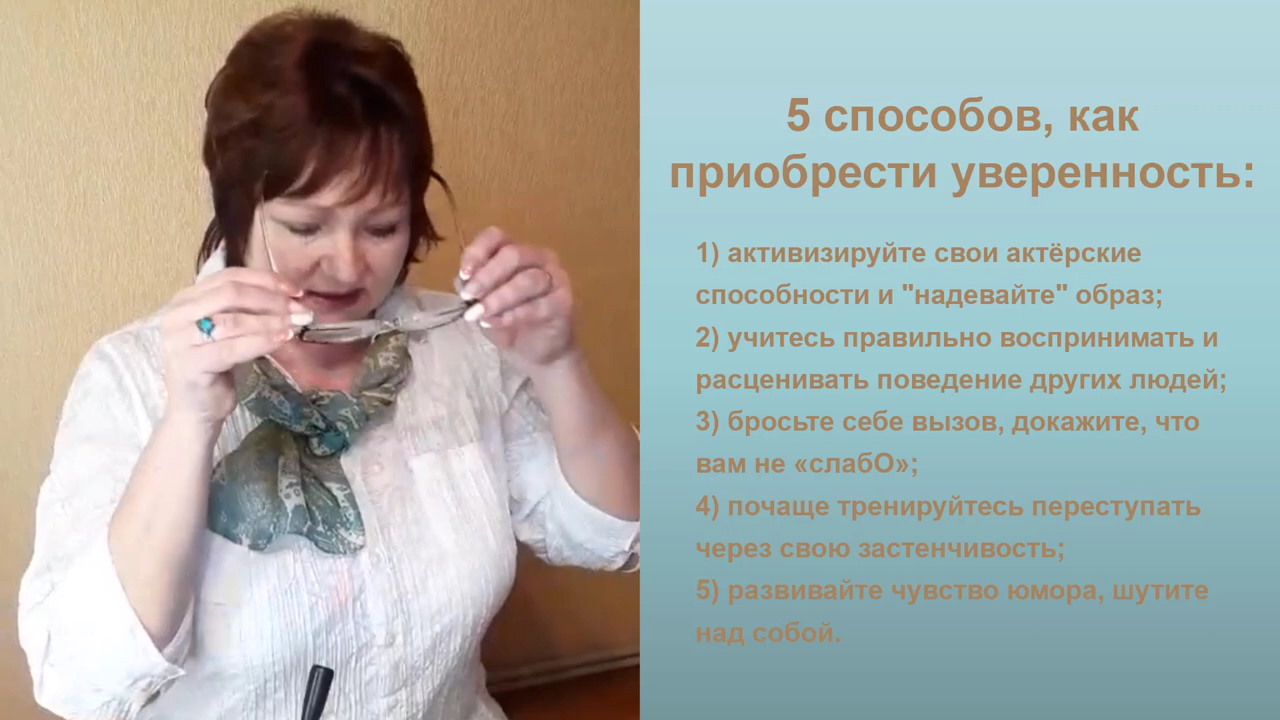 5 способов, как
приобрести уверенность:
1) активизируйте свои актёрские
способности и "надевайте" образ;
2) учитесь правильно воспринимать и
расценивать поведение других людей;
3) бросьте себе вызов, докажите, что
вам не «слабО»;
4) почаще тренируйтесь переступать
через свою застенчивость;
5) развивайте чувство юмора, шутите
над собой.